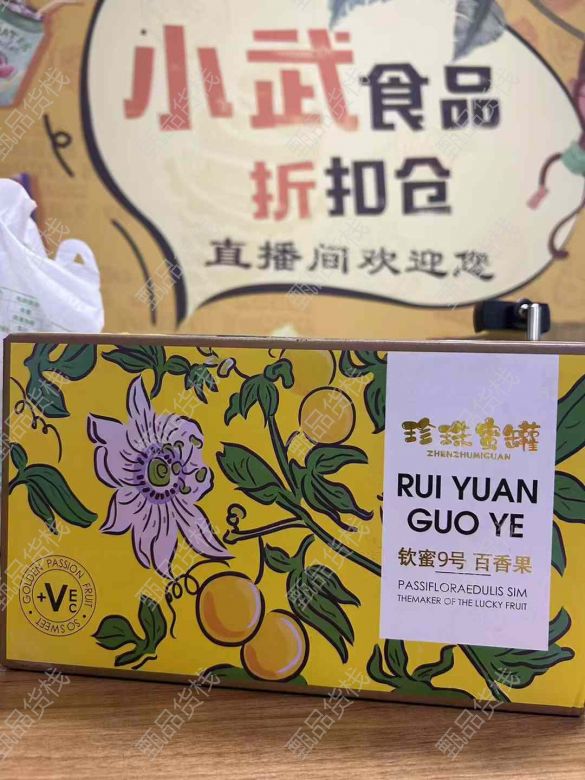 小武食品
折扣仓
直播间欢迎您
珍珠蜜罐
ZHENZHUMIGUAN
RUI YUAN
GUO YE
钦蜜9号 百香果
PASSIFLORAEDULIS SIM
THEMAKER OF THE LUCKY FRUIT
GOLDEN PASSION FRUIT
+VEC
SO SWEET
甄品货栈